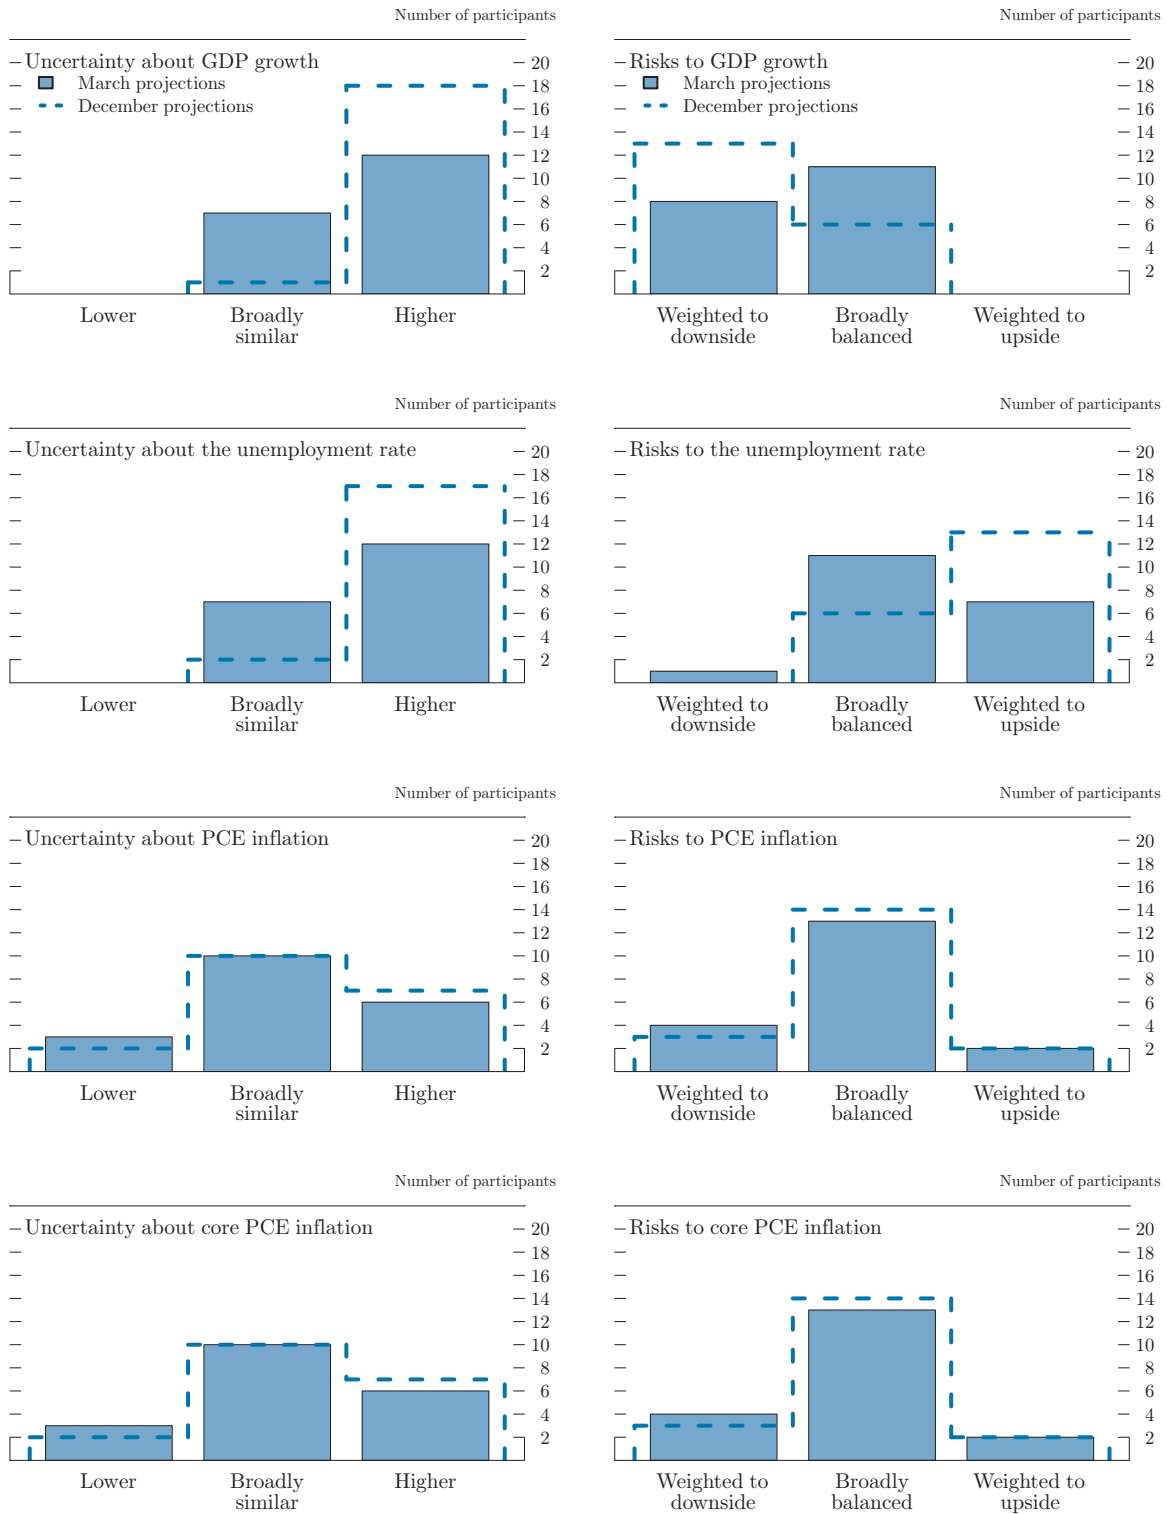 Number of participants
Uncertainty about GDP growth
March projections
December projections
20
18
16
14
12
10
8
6
4
2
Lower
Broadly
similar
Higher
Number of participants
Risks to GDP growth
March projections
December projections
20
18
16
14
12
10
8
6
4
2
Weighted to
downside
Broadly
balanced
Weighted to
upside
Number of participants
Uncertainty about the unemployment rate
20
18
16
14
12
10
8
6
4
2
Lower
Broadly
similar
Higher
Number of participants
Risks to the unemployment rate
20
18
16
14
12
10
8
6
4
2
Weighted to
downside
Broadly
balanced
Weighted to
upside
Number of participants
Uncertainty about PCE inflation
20
18
16
14
12
10
8
6
4
2
Lower
Broadly
similar
Higher
Number of participants
Risks to PCE inflation
20
18
16
14
12
10
8
6
4
2
Weighted to
downside
Broadly
balanced
Weighted to
upside
Number of participants
Uncertainty about core PCE inflation
20
18
16
14
12
10
8
6
4
2
Lower
Broadly
similar
Higher
Number of participants
Risks to core PCE inflation
20
18
16
14
12
10
8
6
4
2
Weighted to
downside
Broadly
balanced
Weighted to
upside